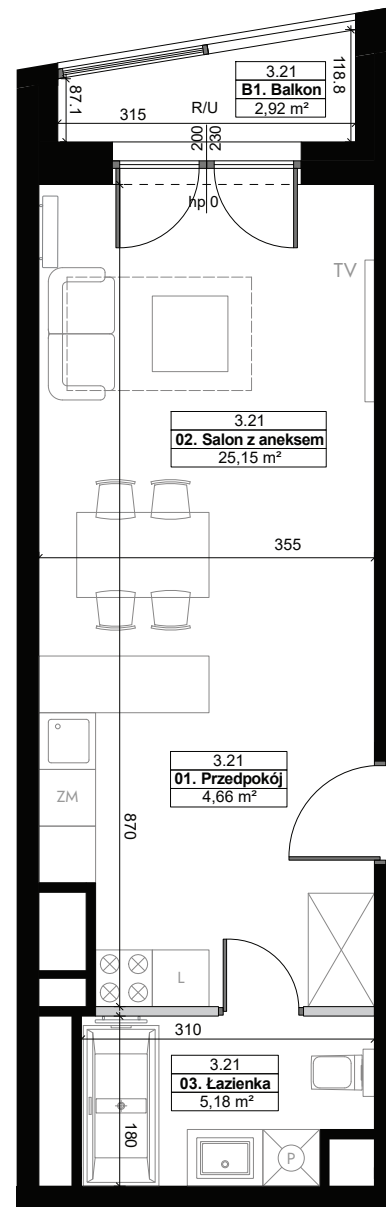 118.8
3.21
B1. Balkon
2,92 m²
87.1
315
R/U
200
230
hp 0
TV
3.21
02. Salon z aneksem
25,15 m²
355
3.21
01. Przedpokój
4,66 m²
ZM
870
L
310
3.21
03. Łazienka
5,18 m²
180
P